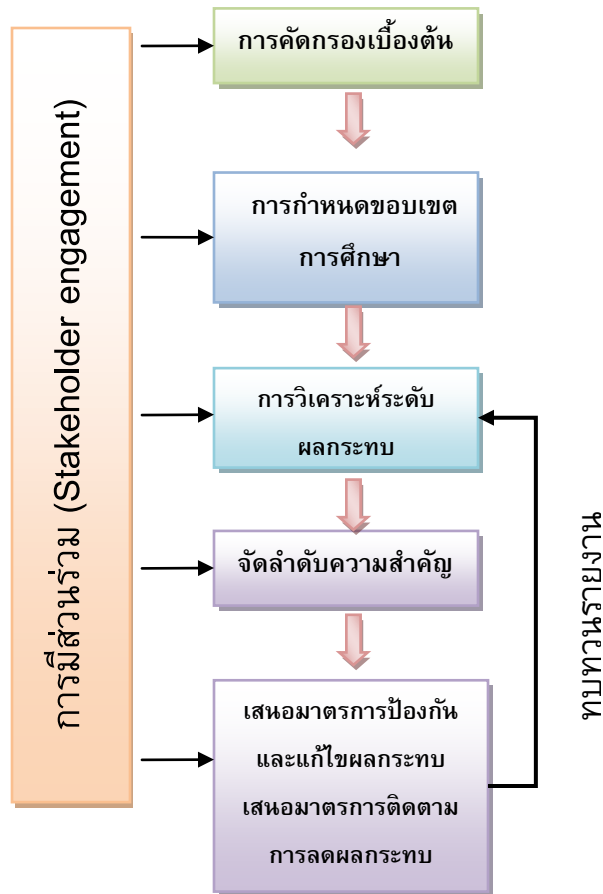 การมีส่วนร่วม (Stakeholder engagement)
การคัดกรองเบื้องต้น
การกำหนดขอบเขต
การศึกษา
การวิเคราะห์ระดับ
ผลกระทบ
จัดลำดับความสำคัญ
เสนอมาตรการป้องกัน
และแก้ไขผลกระทบ
เสนอมาตรการติดตาม
การลดผลกระทบ
ทบทวนรายงาน